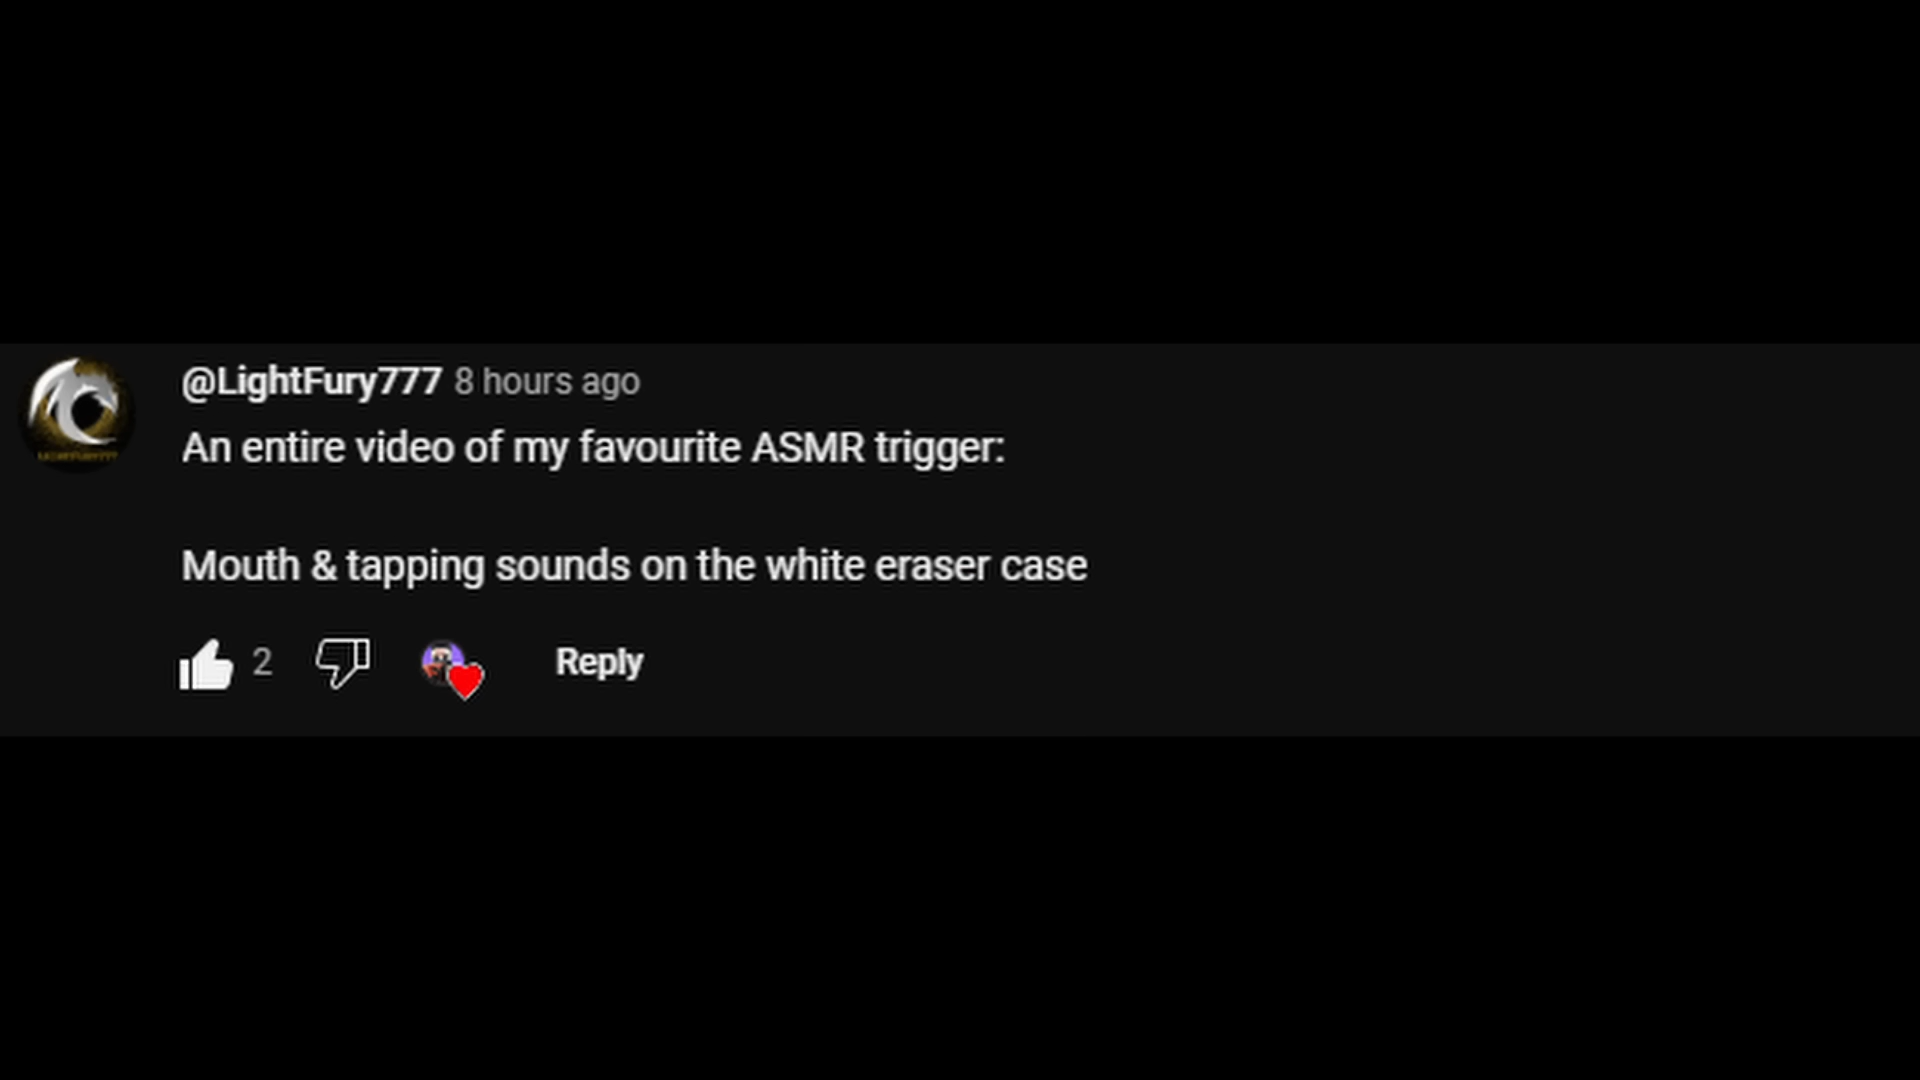 @LightFury777 8 hours ago
An entire video of my favourite ASMR trigger:
Mouth & tapping sounds on the white eraser case
2
Reply